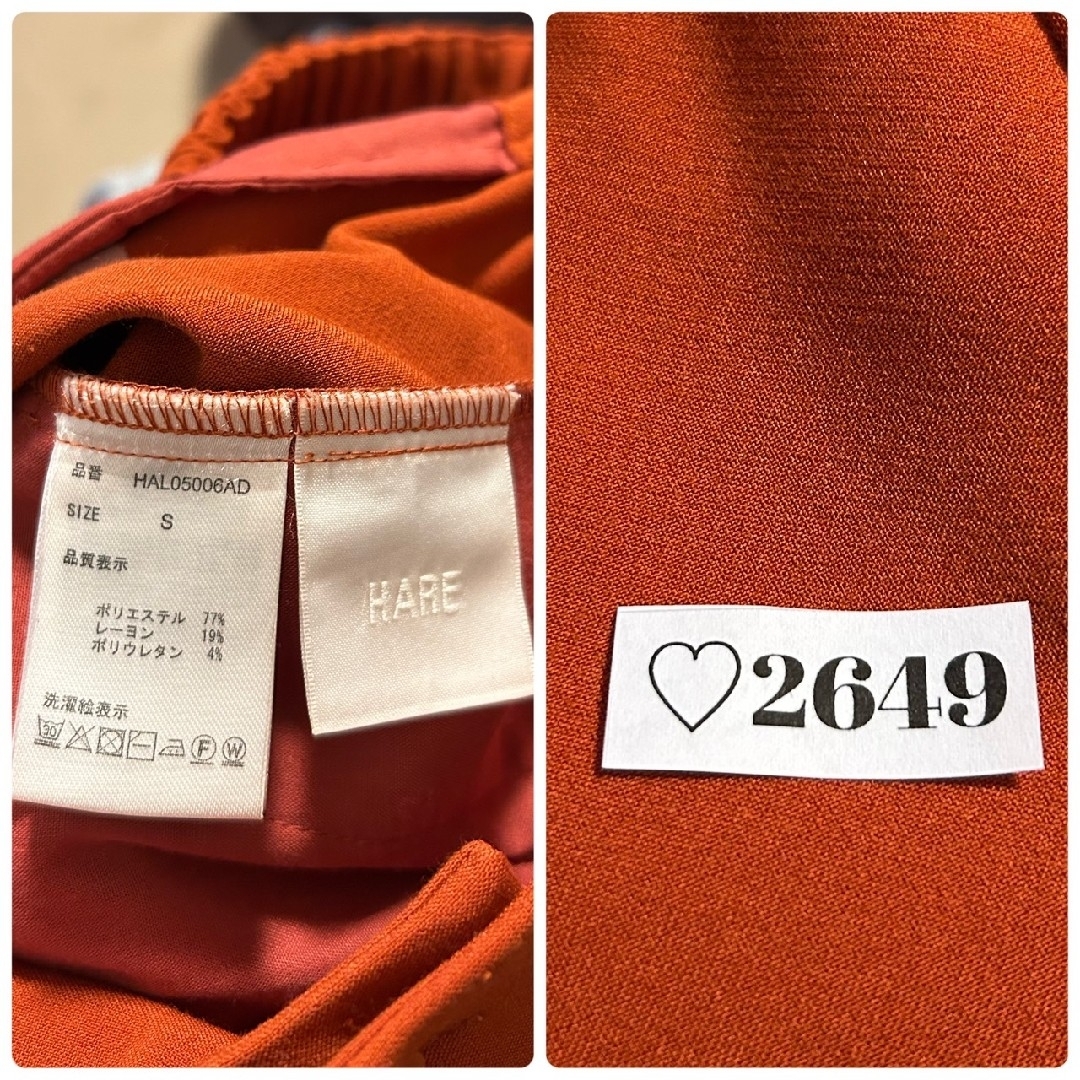 品番 HAL05006AD
SIZE S
品質表示
ポリエステル 77%
レーヨン 19%
ポリウレタン 4%
洗濯絵表示
30 F W
HARE
♡2649